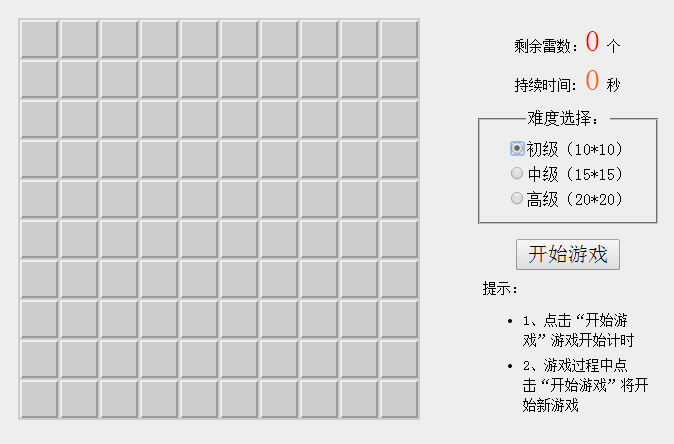 剩余雷数：0 个
持续时间：0 秒
难度选择：
初级（10*10）
中级（15*15）
高级（20*20）
开始游戏
提示：
• 1、点击“开始游
戏”游戏开始计时
• 2、游戏过程中点
击“开始游戏”将开
始新游戏